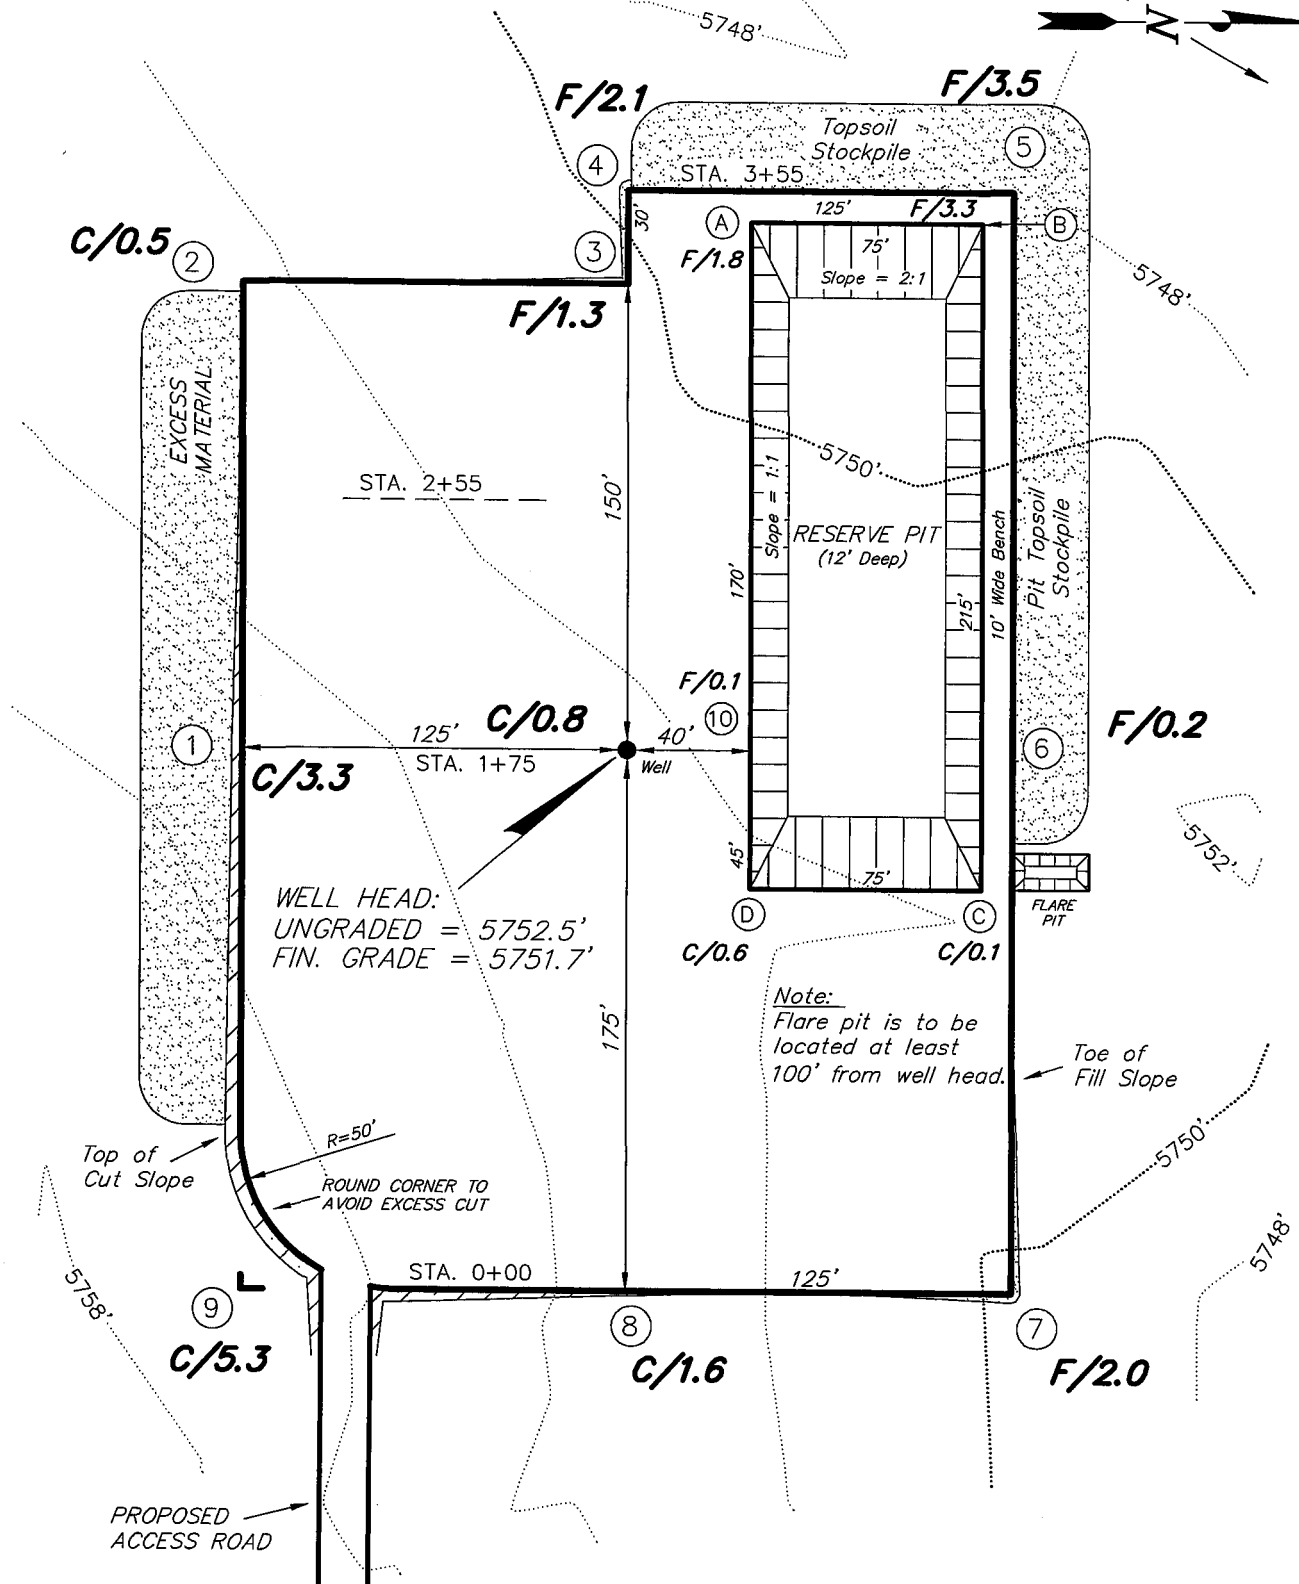 5748'
N
F/2.1
F/3.5
Topsoil
Stockpile
5
4
STA. 3+55
30'
125'
F/3.3
A
B
C/0.5
2
3
F/1.8
75'
Slope = 2:1
5748'
F/1.3
EXCESS
MATERIAL
STA. 2+55
150'
5750'
Slope = 1:1
RESERVE PIT
(12' Deep)
170'
215'
10' Wide Bench
Pit Topsoil
Stockpile
F/0.1
10
C/0.8
125'
40'
1
STA. 1+75
Well
C/3.3
6
F/0.2
5752'
45'
75'
WELL HEAD:
UNGRADED = 5752.5'
FIN. GRADE = 5751.7'
D
C
FLARE
PIT
C/0.6
C/0.1
175'
Note:
Flare pit is to be
located at least
100' from well head.
Toe of
Fill Slope
5750'
Top of
Cut Slope
R=50'
ROUND CORNER TO
AVOID EXCESS CUT
5748'
5758'
STA. 0+00
125'
9
8
7
C/5.3
C/1.6
F/2.0
PROPOSED
ACCESS ROAD